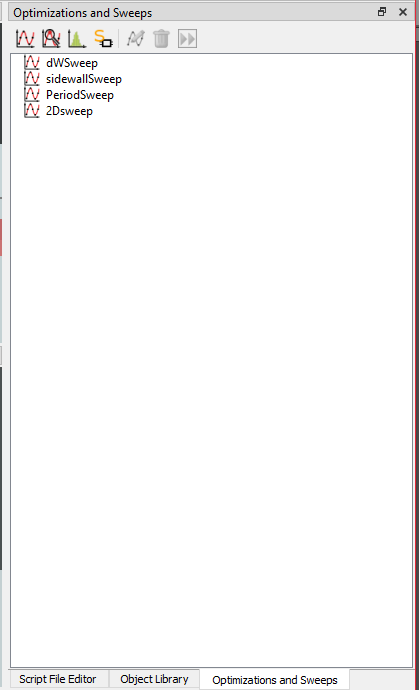 Optimizations and Sweeps
dWSweep
sidewallSweep
PeriodSweep
2Dsweep
Script File Editor
Object Library
Optimizations and Sweeps